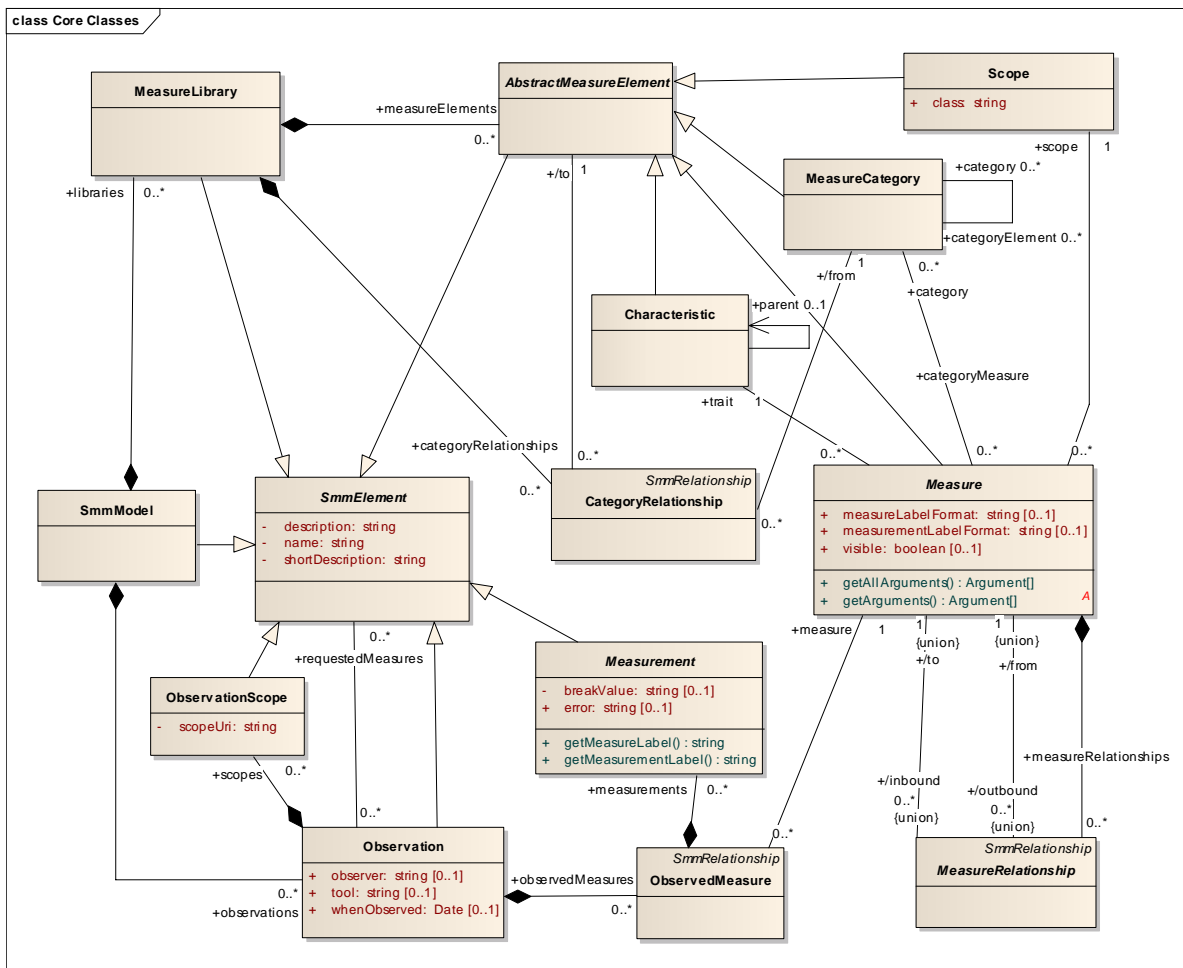 class Core Classes
MeasureLibrary
AbstractMeasureElement
Scope
+ class: string
+measureElements
0..*
+/to
1
+scope
1
MeasureCategory
+category 0..*
+categoryElement 0..*
+libraries
0..*
+/from
1
0..*
+category
Characteristic
+parent 0..1
+categoryMeasure
+trait
1
+categoryRelationships
0..*
0..*
0..*
0..*
0..*
0..*
SmmRelationship
CategoryRelationship
SmmModel
SmmElement
- description: string
- name: string
- shortDescription: string
Measure
+ measureLabelFormat: string [0..1]
+ measurementLabelFormat: string [0..1]
+ visible: boolean [0..1]
+ getAllArguments() : Argument[]
+ getArguments() : Argument[]
A
0..*
+requestedMeasures
+measure
1
1
{union}
+/to
1
{union}
+/from
Measurement
- breakValue: string [0..1]
+ error: string [0..1]
+ getMeasureLabel() : string
+ getMeasurementLabel() : string
ObservationScope
- scopeUri: string
+scopes
0..*
+measurements
0..*
+measureRelationships
+/inbound
0..*
{union}
+/outbound
0..*
{union}
0..*
0..*
0..*
Observation
+ observer: string [0..1]
+ tool: string [0..1]
+ whenObserved: Date [0..1]
0..*
+observations
+observedMeasures
0..*
SmmRelationship
ObservedMeasure
SmmRelationship
MeasureRelationship